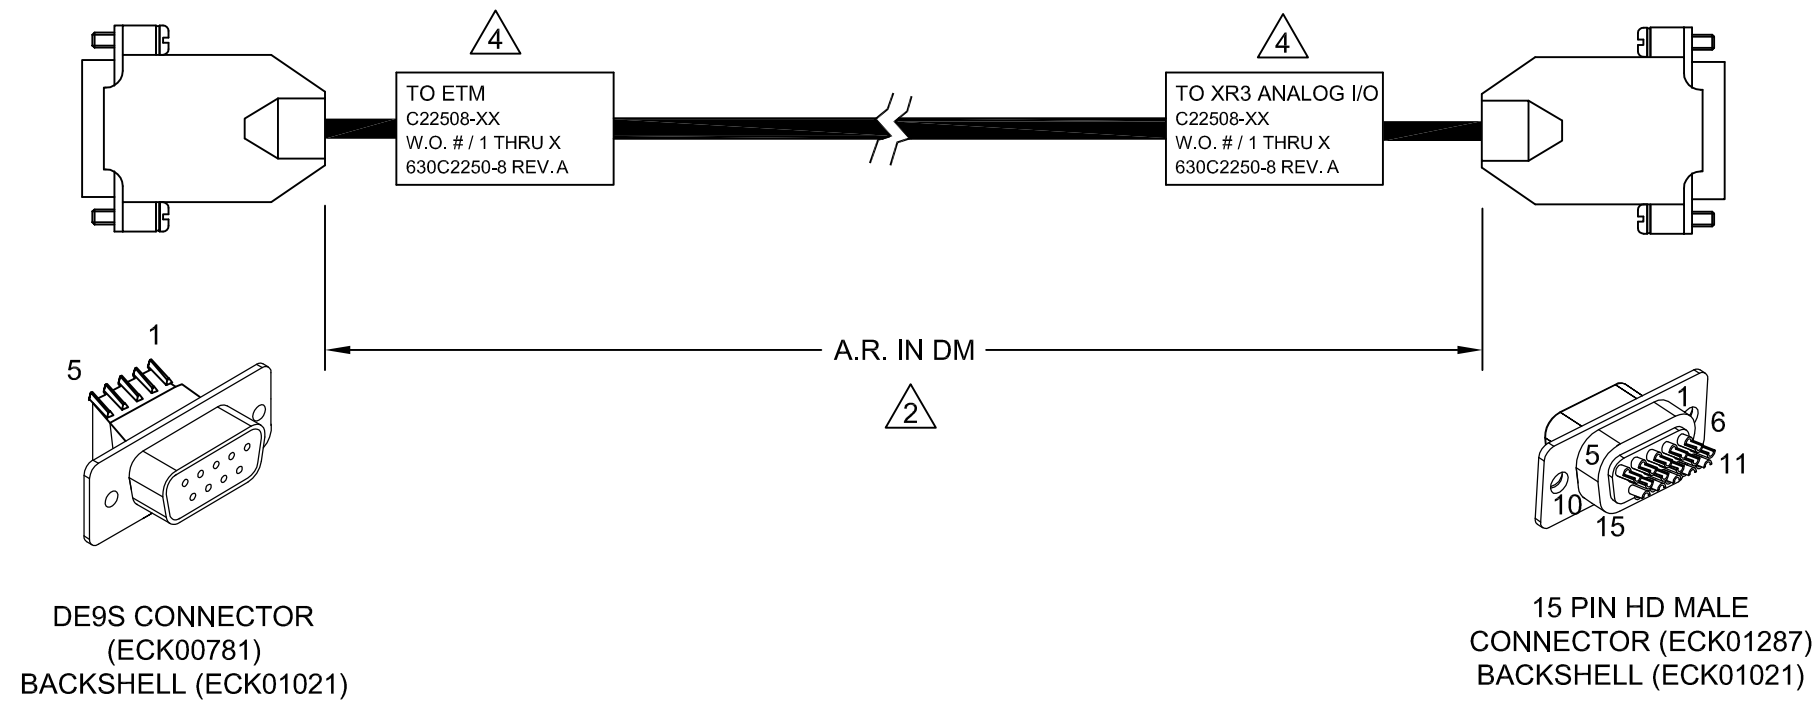 4
4
TO ETM
C22508-XX
W.O. # / 1 THRU X
630C2250-8 REV. A
TO XR3 ANALOG I/O
C22508-XX
W.O. # / 1 THRU X
630C2250-8 REV. A
A.R. IN DM
2
1
5
1
6
5
11
10
15
DE9S CONNECTOR
(ECK00781)
BACKSHELL (ECK01021)
15 PIN HD MALE
CONNECTOR (ECK01287)
BACKSHELL (ECK01021)